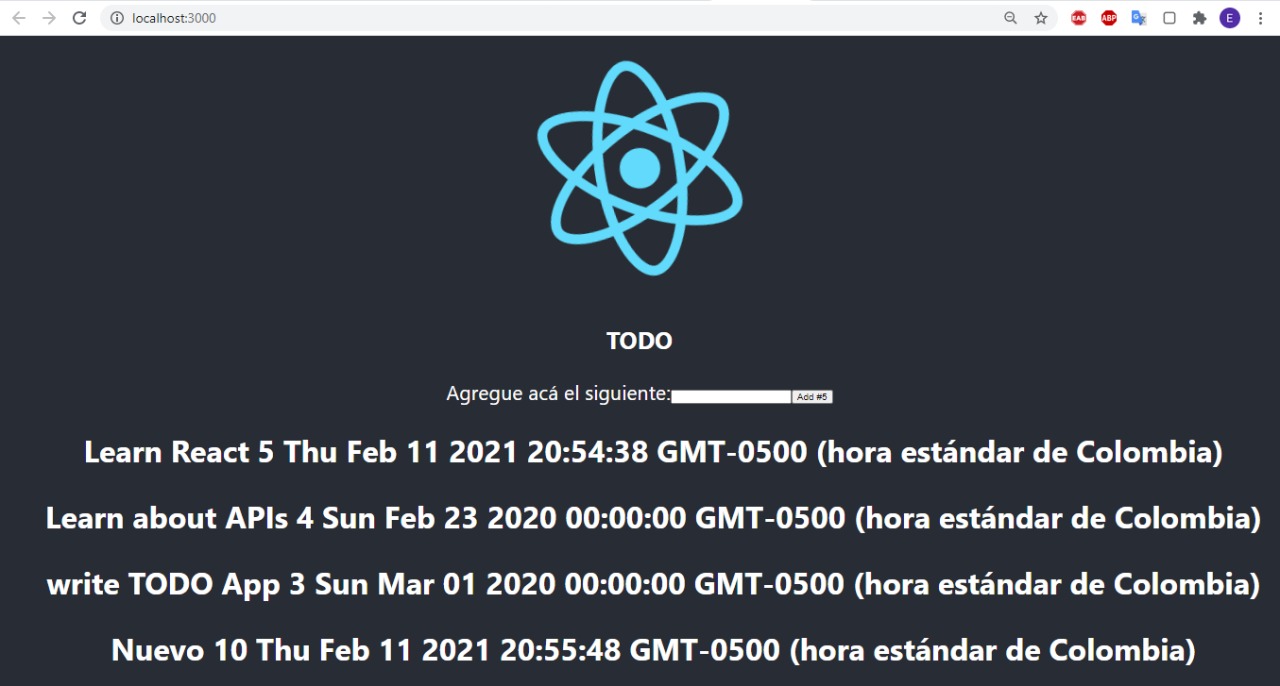 localhost:3000
EAB
ABP
G
E
TODO
Agregue acá el siguiente:
Add #5
Learn React 5 Thu Feb 11 2021 20:54:38 GMT-0500 (hora estándar de Colombia)
Learn about APIs 4 Sun Feb 23 2020 00:00:00 GMT-0500 (hora estándar de Colombia)
write TODO App 3 Sun Mar 01 2020 00:00:00 GMT-0500 (hora estándar de Colombia)
Nuevo 10 Thu Feb 11 2021 20:55:48 GMT-0500 (hora estándar de Colombia)